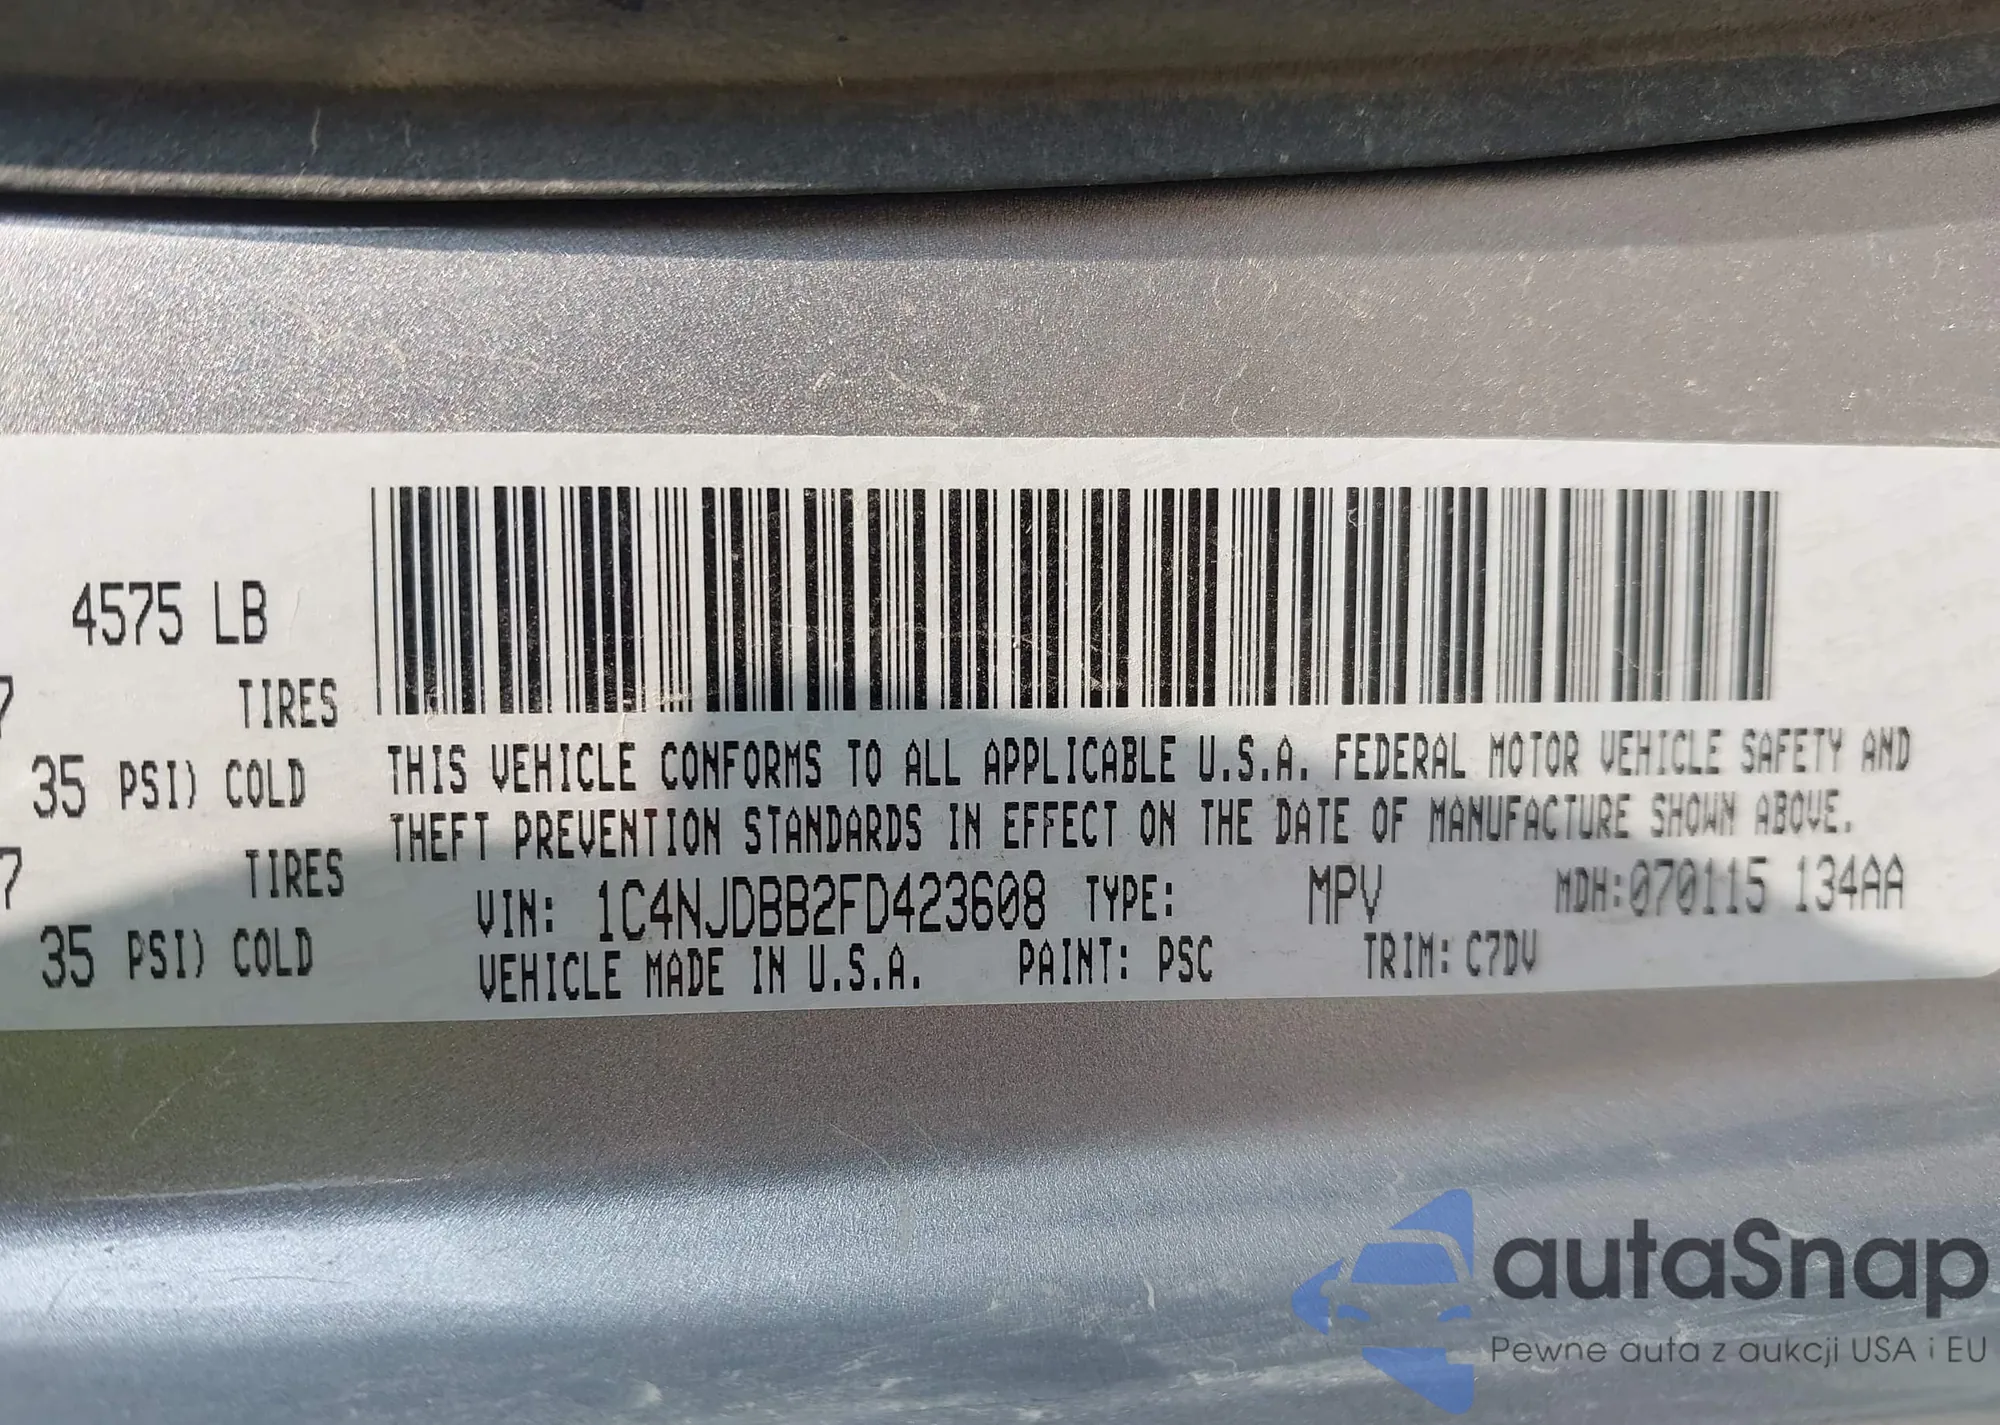 4575 LB
7 TIRES
35 PSI) COLD
7 TIRES
35 PSI) COLD
THIS VEHICLE CONFORMS TO ALL APPLICABLE U.S.A. FEDERAL MOTOR VEHICLE SAFETY AND
THEFT PREVENTION STANDARDS IN EFFECT ON THE DATE OF MANUFACTURE SHOWN ABOVE.
VIN: 1C4NJDBB2FD423608 TYPE: MPV MDH:070115 134AA
VEHICLE MADE IN U.S.A. PAINT: PSC TRIM: C7DV
autaSnap
Pewne auta z aukcji USA i EU